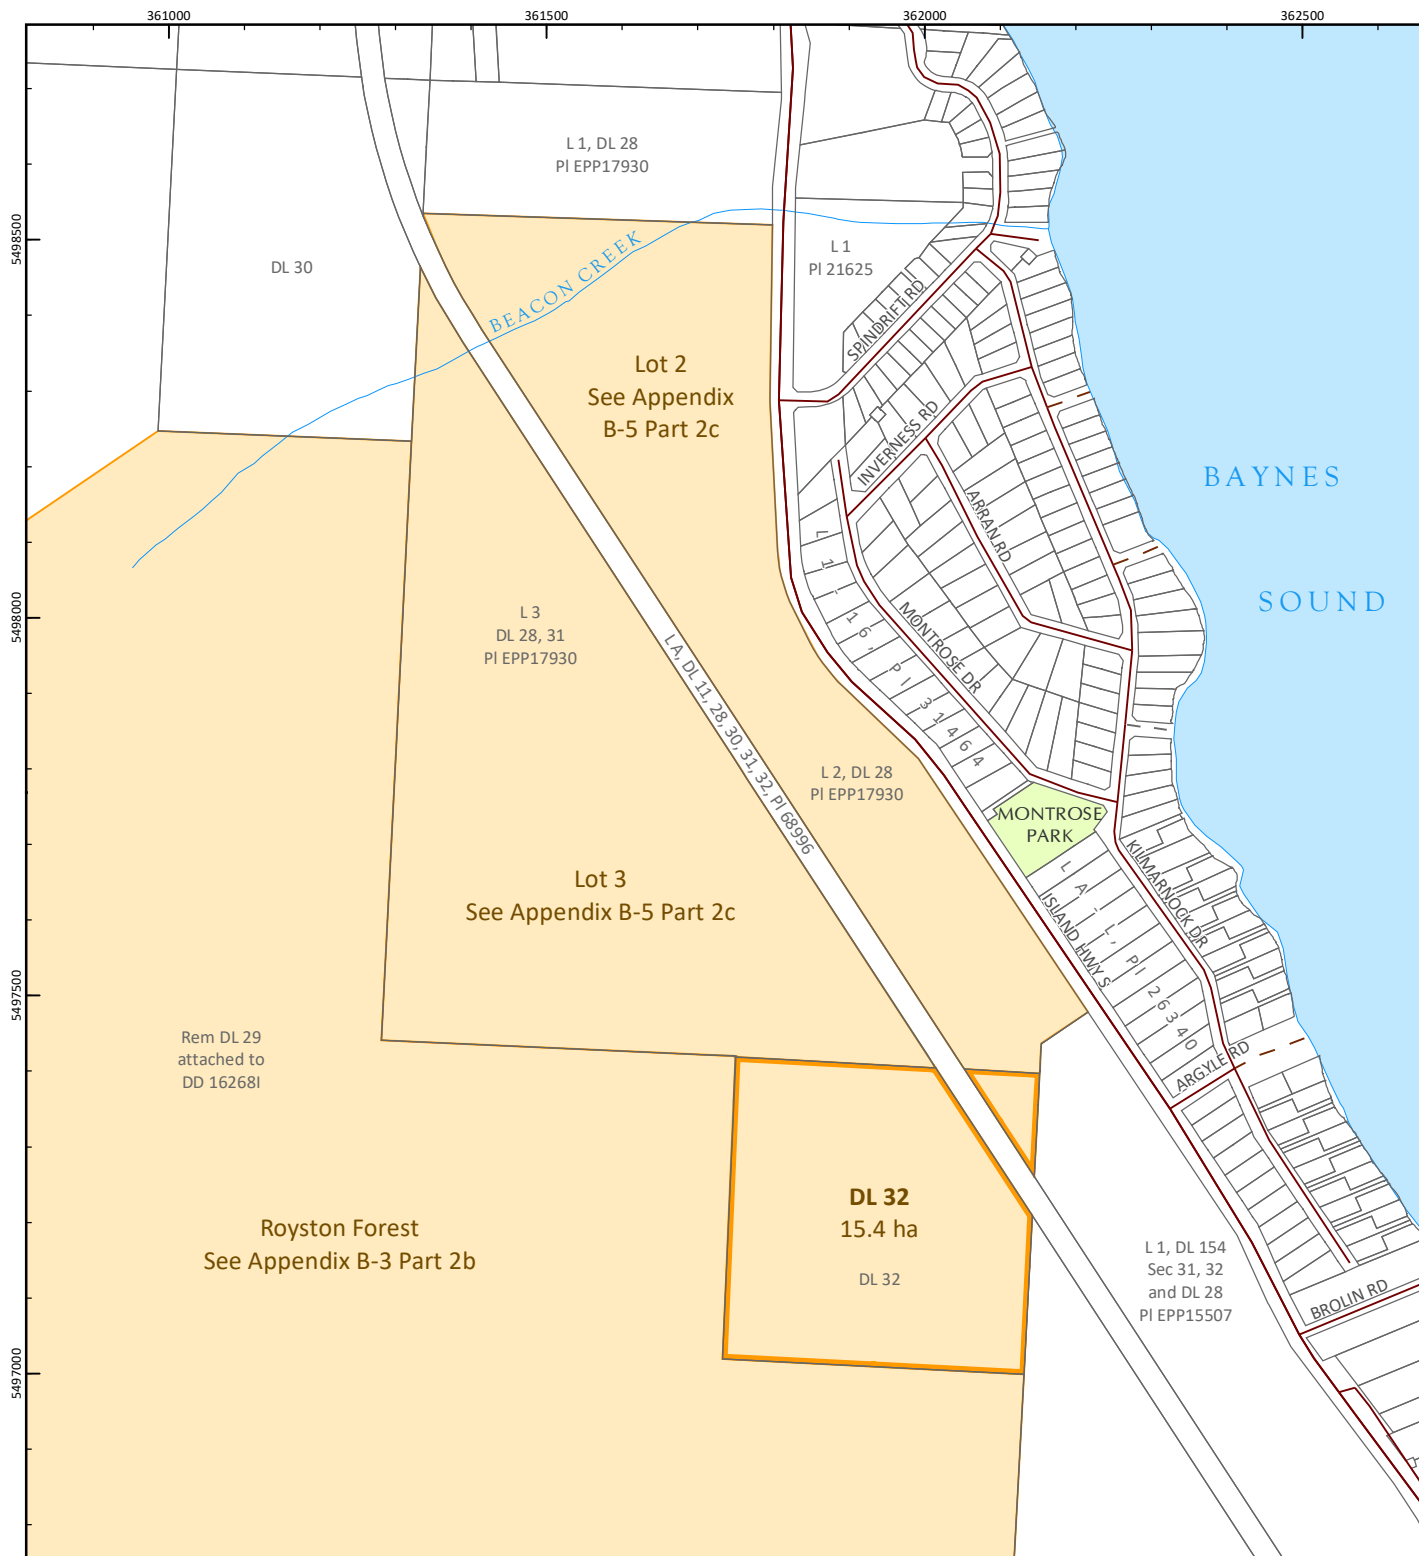 361000
361500
362000
362500
5498500
5498000
5497500
5497000
L 1, DL 28
Pl EPP17930
DL 30
BEACON CREEK
L 1
Pl 21625
SPINDRIFT RD
Lot 2
See Appendix
B-5 Part 2c
INVERNESS RD
ARRAN RD
BAYNES
SOUND
L 1 - 16, Pl 31464
MONTROSE DR
L 3
DL 28, 31
Pl EPP17930
L A, DL 11, 28, 30, 31, 32, Pl 68996
L 2, DL 28
Pl EPP17930
MONTROSE
PARK
KILMARNOCK DR
L A - L, Pl 26340
ISLAND HWY S
Lot 3
See Appendix B-5 Part 2c
ARGYLE RD
Rem DL 29
attached to
DD 16268I
DL 32
15.4 ha
DL 32
Royston Forest
See Appendix B-3 Part 2b
L 1, DL 154
Sec 31, 32
and DL 28
Pl EPP15507
BROLIN RD